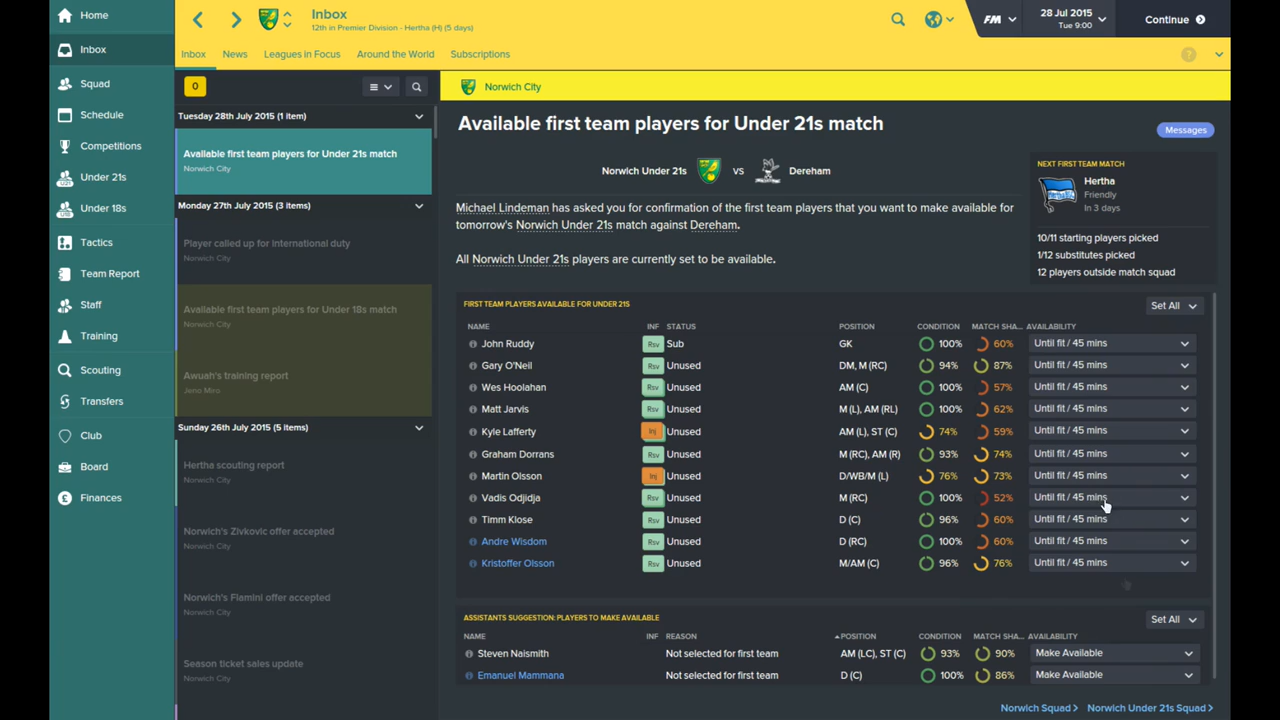 Home
Inbox
Squad
Schedule
Competitions
Under 21s
Under 18s
Tactics
Team Report
Staff
Training
Scouting
Transfers
Club
Board
Finances
Inbox
12th in Premier Division - Hertha (H) (5 days)
FM
28 Jul 2015
Tue 9:00
Continue
Inbox News Leagues in Focus Around the World Subscriptions
?
0
Tuesday 28th July 2015 (1 item)
Available first team players for Under 21s match
Norwich City
Monday 27th July 2015 (3 items)
Player called up for international duty
Norwich City
Available first team players for Under 18s match
Norwich City
Awuah's training report
Jeno Miro
Sunday 26th July 2015 (5 items)
Hertha scouting report
Norwich City
Norwich's Zivkovic offer accepted
Norwich City
Norwich's Flamini offer accepted
Norwich City
Season ticket sales update
Norwich City
Norwich City
Available first team players for Under 21s match
Messages
Norwich Under 21s VS Dereham
Michael Lindeman has asked you for confirmation of the first team players that you want to make available for
tomorrow's Norwich Under 21s match against Dereham.
All Norwich Under 21s players are currently set to be available.
NEXT FIRST TEAM MATCH
Hertha
Friendly
In 3 days
10/11 starting players picked
1/12 substitutes picked
12 players outside match squad
FIRST TEAM PLAYERS AVAILABLE FOR UNDER 21S
Set All
NAME INF STATUS POSITION CONDITION MATCH SHA... AVAILABILITY
John Ruddy Rsv Sub GK 100% 60% Until fit / 45 mins
Gary O'Neil Rsv Unused DM, M (RC) 94% 87% Until fit / 45 mins
Wes Hoolahan Rsv Unused AM (C) 100% 57% Until fit / 45 mins
Matt Jarvis Rsv Unused M (L), AM (RL) 100% 62% Until fit / 45 mins
Kyle Lafferty Inj Unused AM (L), ST (C) 74% 59% Until fit / 45 mins
Graham Dorrans Rsv Unused M (RC), AM (R) 93% 74% Until fit / 45 mins
Martin Olsson Inj Unused D/WB/M (L) 76% 73% Until fit / 45 mins
Vadis Odjidja Rsv Unused M (RC) 100% 52% Until fit / 45 mins
Timm Klose Rsv Unused D (C) 96% 60% Until fit / 45 mins
Andre Wisdom Rsv Unused D (RC) 100% 60% Until fit / 45 mins
Kristoffer Olsson Rsv Unused M/AM (C) 96% 76% Until fit / 45 mins
ASSISTANTS SUGGESTION: PLAYERS TO MAKE AVAILABLE
Set All
NAME INF REASON POSITION CONDITION MATCH SHA... AVAILABILITY
Steven Naismith Not selected for first team AM (LC), ST (C) 93% 90% Make Available
Emanuel Mammana Not selected for first team D (C) 100% 86% Make Available
Norwich Squad > Norwich Under 21s Squad >